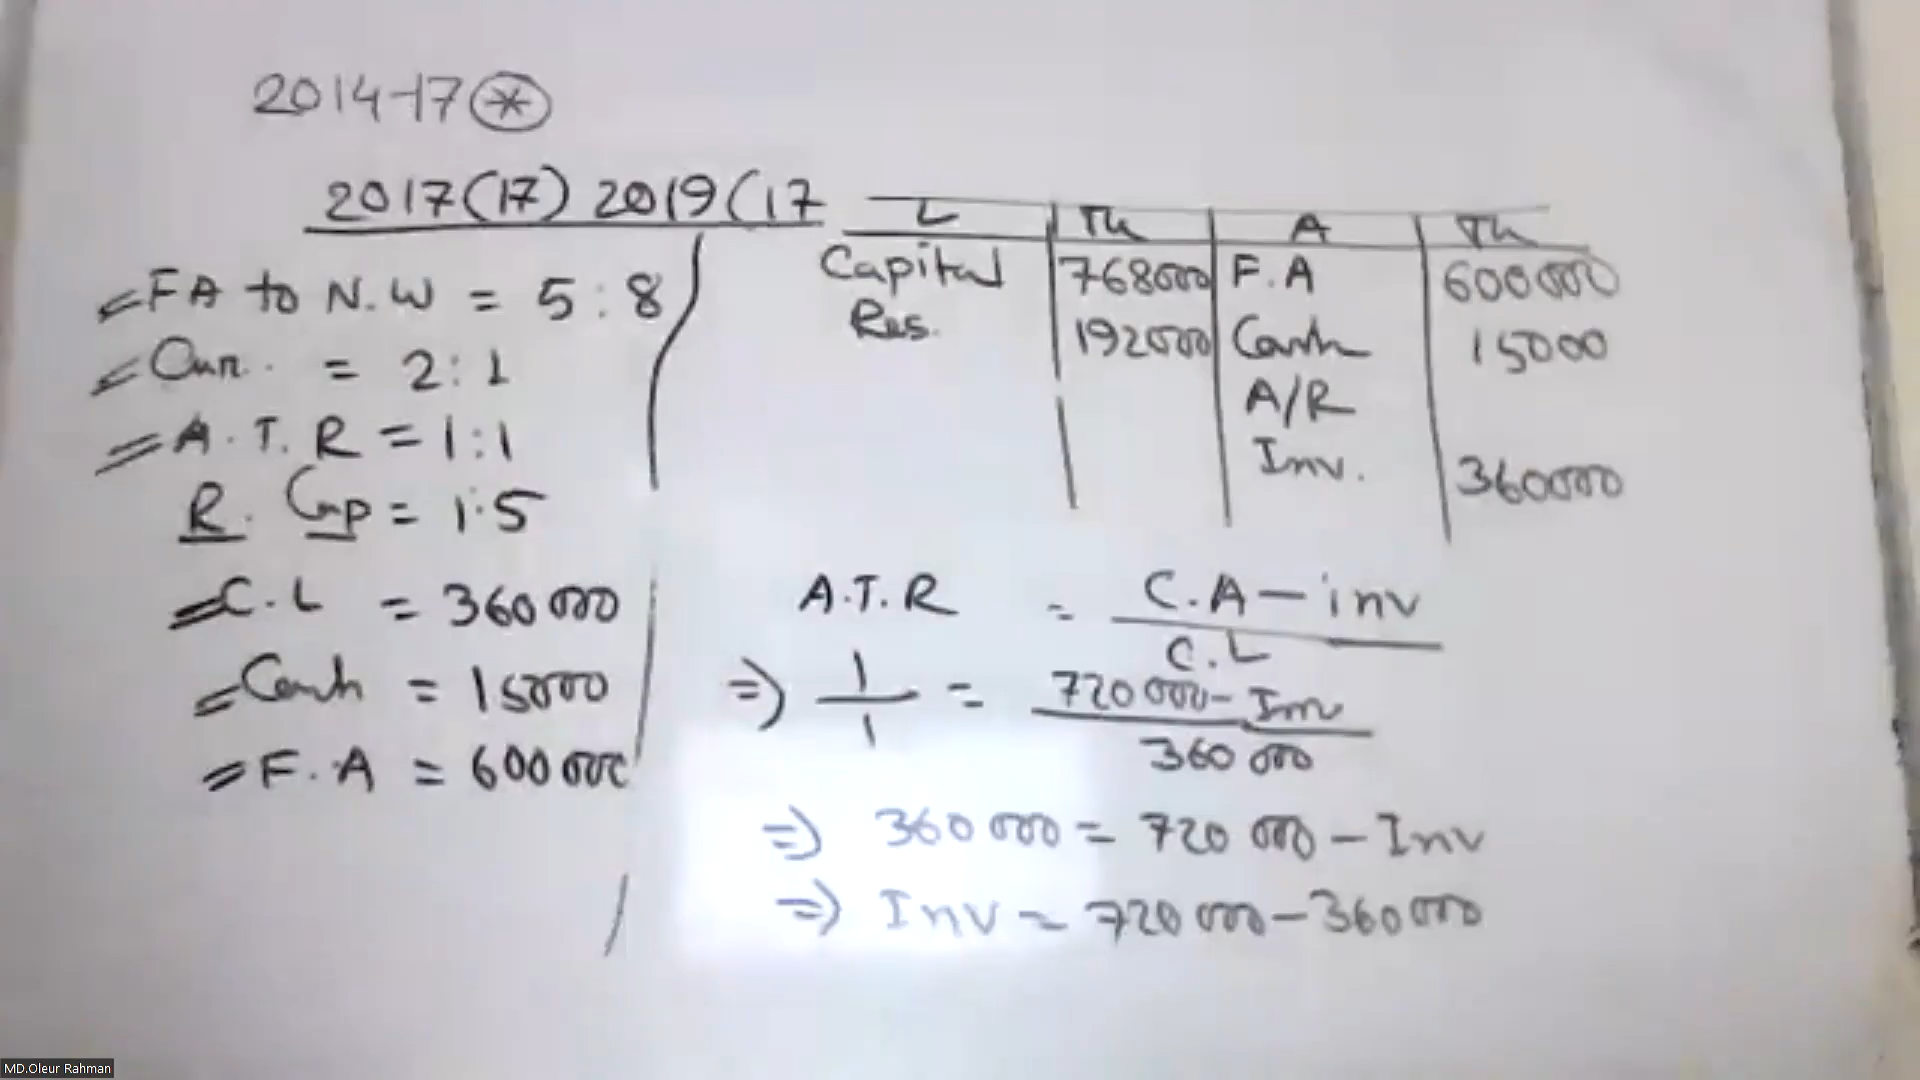 2014-17 *
2017(17) 2019(17
FA to N.W = 5:8
Curr. = 2:1
A.T.R = 1:1
R. Cap = 1.5
C.L = 360000
Cash = 15000
F.A = 600000
L Tk A Tk
Capital 768000 F.A 600000
Res. 192000 Cash 15000
A/R
Inv. 360000
A.T.R = C.A - inv
C.L
⇒ 1/1 = 720000 - Inv
360000
⇒ 360000 = 720000 - Inv
⇒ Inv = 720000 - 360000
MD.Oleur Rahman